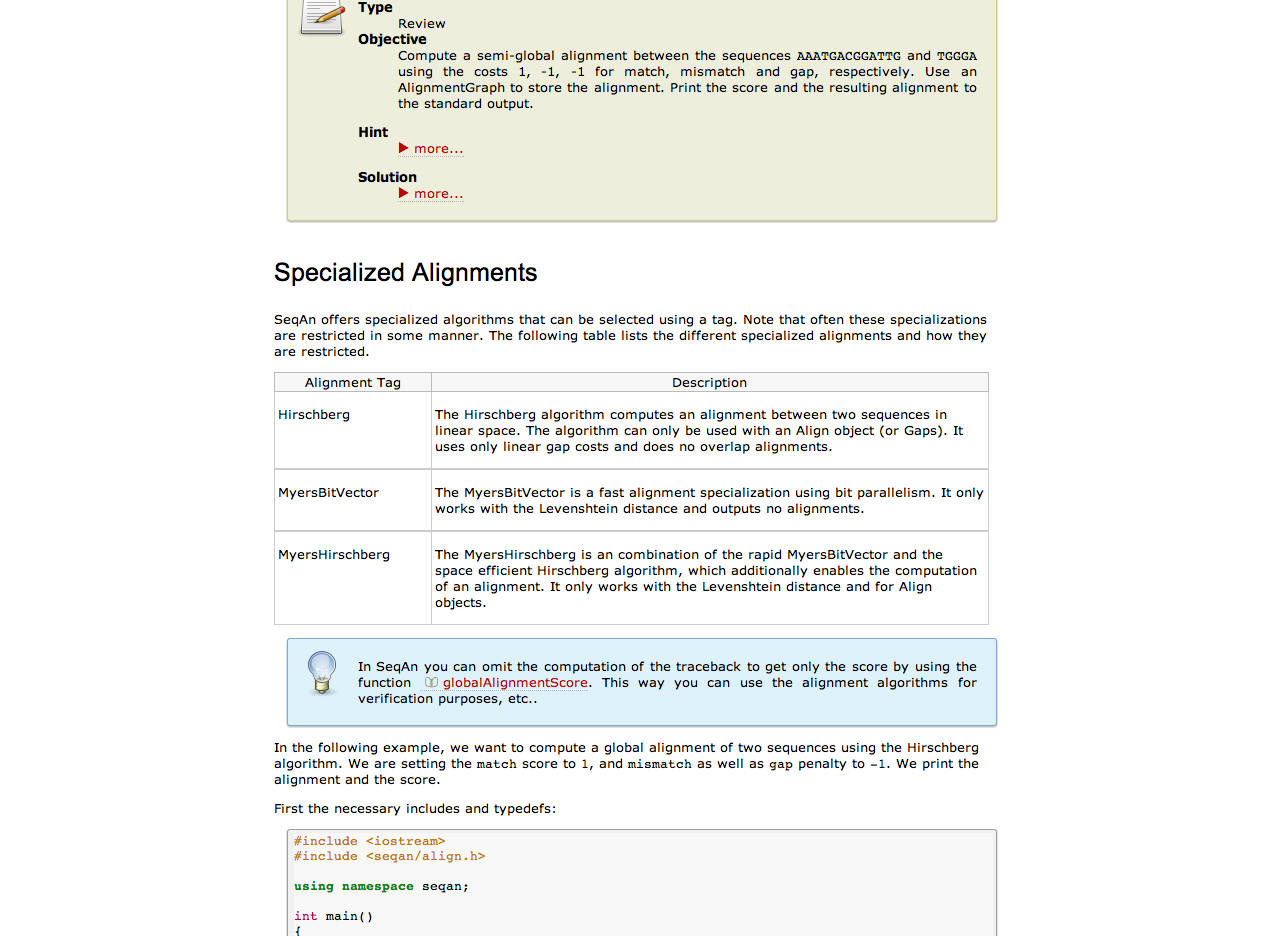 Type
Review
Objective
Compute a semi-global alignment between the sequences AAATGACGGATTG and TGGGA
using the costs 1, -1, -1 for match, mismatch and gap, respectively. Use an
AlignmentGraph to store the alignment. Print the score and the resulting alignment to
the standard output.
Hint
more...
Solution
more...
Specialized Alignments
SeqAn offers specialized algorithms that can be selected using a tag. Note that often these specializations
are restricted in some manner. The following table lists the different specialized alignments and how they
are restricted.
Alignment Tag Description
Hirschberg
The Hirschberg algorithm computes an alignment between two sequences in
linear space. The algorithm can only be used with an Align object (or Gaps). It
uses only linear gap costs and does no overlap alignments.
MyersBitVector
The MyersBitVector is a fast alignment specialization using bit parallelism. It only
works with the Levenshtein distance and outputs no alignments.
MyersHirschberg
The MyersHirschberg is an combination of the rapid MyersBitVector and the
space efficient Hirschberg algorithm, which additionally enables the computation
of an alignment. It only works with the Levenshtein distance and for Align
objects.
In SeqAn you can omit the computation of the traceback to get only the score by using the
function globalAlignmentScore. This way you can use the alignment algorithms for
verification purposes, etc..
In the following example, we want to compute a global alignment of two sequences using the Hirschberg
algorithm. We are setting the match score to 1, and mismatch as well as gap penalty to -1. We print the
alignment and the score.
First the necessary includes and typedefs:
#include <iostream>
#include <seqan/align.h>
using namespace seqan;
int main()
{